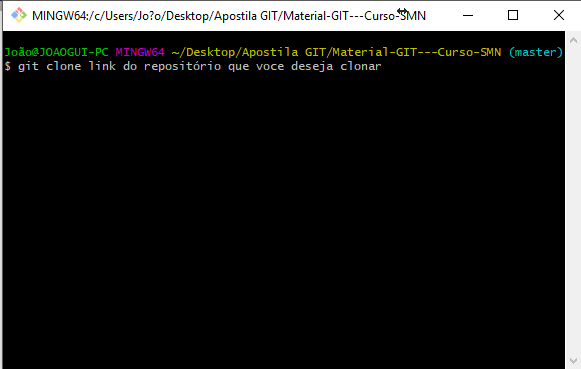 MINGW64:/c/Users/Jo?o/Desktop/Apostila GIT/Material-GIT---Curso-SMN
João@JOAOGUI-PC MINGW64 ~/Desktop/Apostila GIT/Material-GIT---Curso-SMN (master)
$ git clone link do repositório que voce deseja clonar